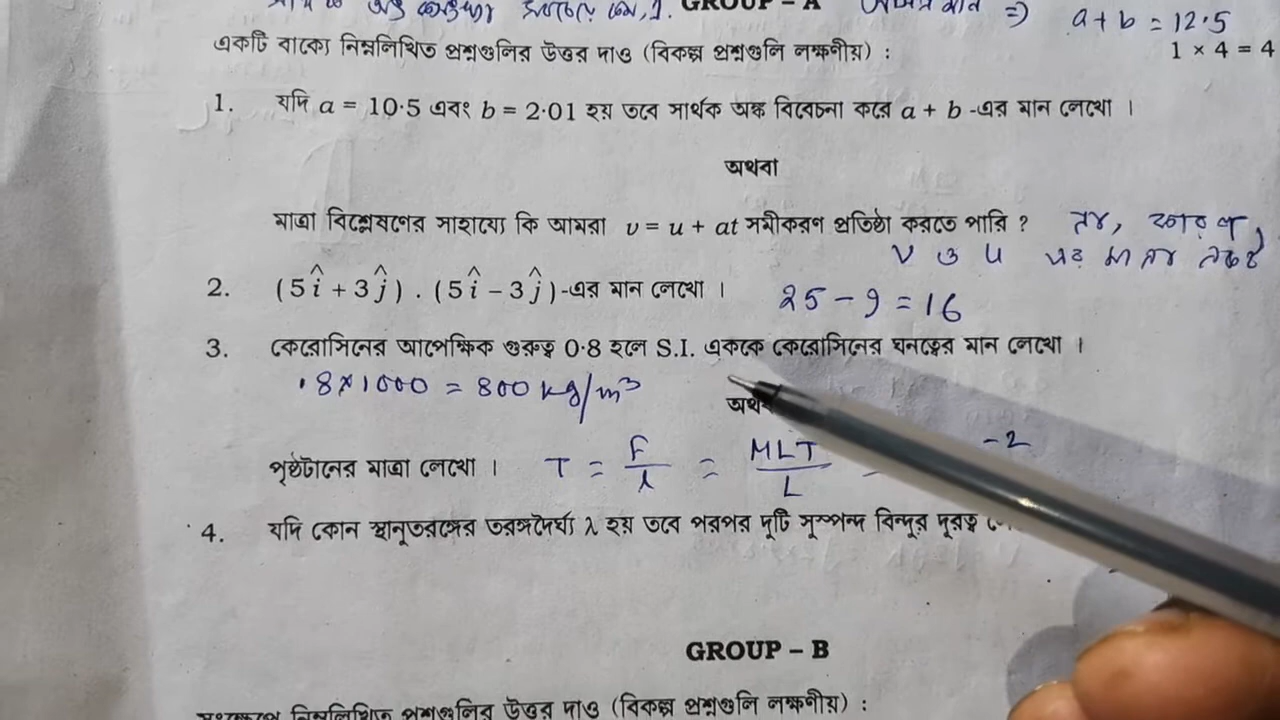 GROUP – A ⇒ a + b = 12·5
একটি বাক্যে নিম্নলিখিত প্রশ্নগুলির উত্তর দাও (বিকল্প প্রশ্নগুলি লক্ষণীয়) : 1 × 4 = 4
1. যদি a = 10·5 এবং b = 2·01 হয় তবে সার্থক অঙ্ক বিবেচনা করে a + b -এর মান লেখো ।
অথবা
মাত্রা বিশ্লেষণের সাহায্যে কি আমরা v = u + at সমীকরণ প্রতিষ্ঠা করতে পারি ?
v ও u এর
2. (5î + 3ĵ) . (5î – 3ĵ)-এর মান লেখো । 25 – 9 = 16
3. কেরোসিনের আপেক্ষিক গুরুত্ব 0·8 হলে S.I. এককে কেরোসিনের ঘনত্বের মান লেখো ।
·8×1000 = 800 kg/m³
অথবা
পৃষ্ঠটানের মাত্রা লেখো । T = F/λ = MLT/L = -2
4. যদি কোন স্থানুতরঙ্গের তরঙ্গদৈর্ঘ্য λ হয় তবে পরপর দুটি সুস্পন্দ বিন্দুর দূরত্ব
GROUP – B
নিম্নলিখিত প্রশ্নগুলির উত্তর দাও (বিকল্প প্রশ্নগুলি লক্ষণীয়) :